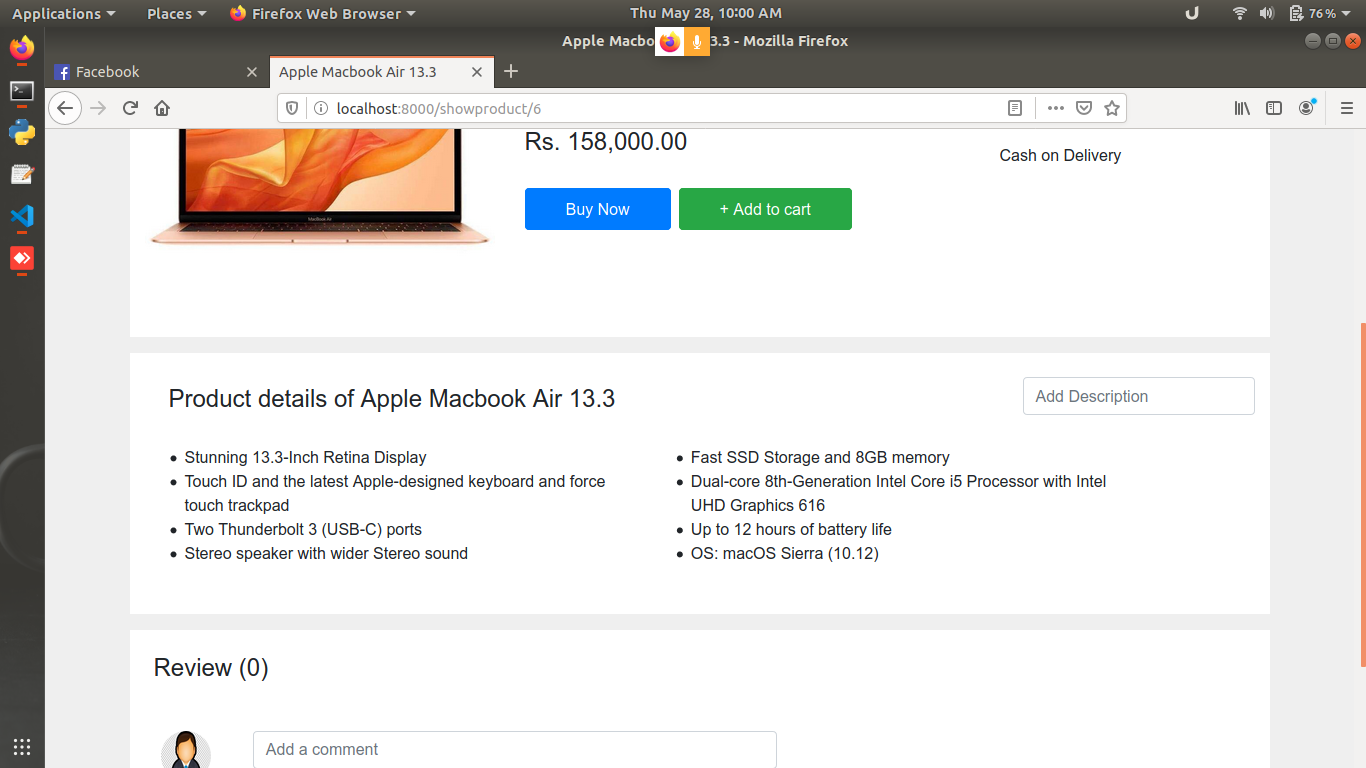 Applications Places Firefox Web Browser Thu May 28, 10:00 AM 76%
Apple Macbo 3.3 - Mozilla Firefox
Facebook Apple Macbook Air 13.3
localhost:8000/showproduct/6
MacBook Air
Rs. 158,000.00
Cash on Delivery
Buy Now + Add to cart
Product details of Apple Macbook Air 13.3
Add Description
• Stunning 13.3-Inch Retina Display
• Touch ID and the latest Apple-designed keyboard and force
touch trackpad
• Two Thunderbolt 3 (USB-C) ports
• Stereo speaker with wider Stereo sound
• Fast SSD Storage and 8GB memory
• Dual-core 8th-Generation Intel Core i5 Processor with Intel
UHD Graphics 616
• Up to 12 hours of battery life
• OS: macOS Sierra (10.12)
Review (0)
Add a comment